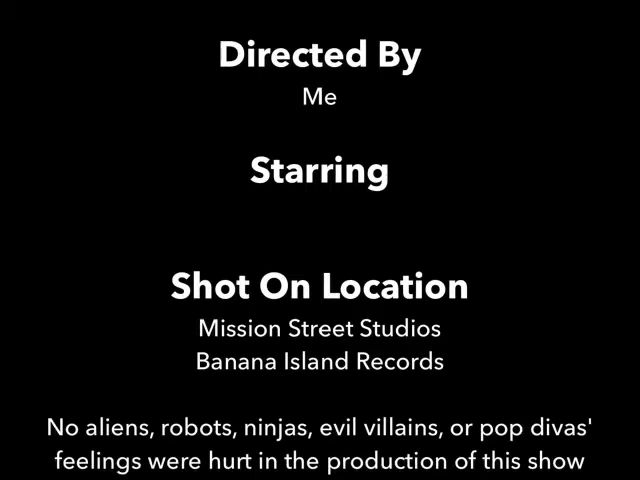 Directed By
Me
Starring
Shot On Location
Mission Street Studios
Banana Island Records
No aliens, robots, ninjas, evil villains, or pop divas'
feelings were hurt in the production of this show